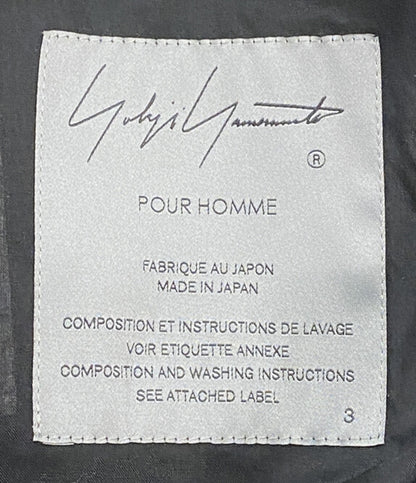 Yohji Yamamoto
®
POUR HOMME
FABRIQUE AU JAPON
MADE IN JAPAN
COMPOSITION ET INSTRUCTIONS DE LAVAGE
VOIR ETIQUETTE ANNEXE
COMPOSITION AND WASHING INSTRUCTIONS
SEE ATTACHED LABEL
3